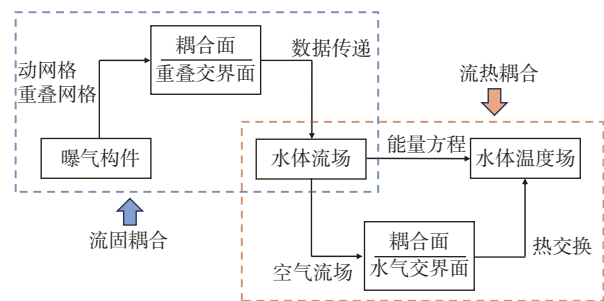 动网格
重叠网格
耦合面
重叠交界面
数据传递
流热耦合
曝气构件
水体流场
能量方程
水体温度场
流固耦合
空气流场
耦合面
水气交界面
热交换